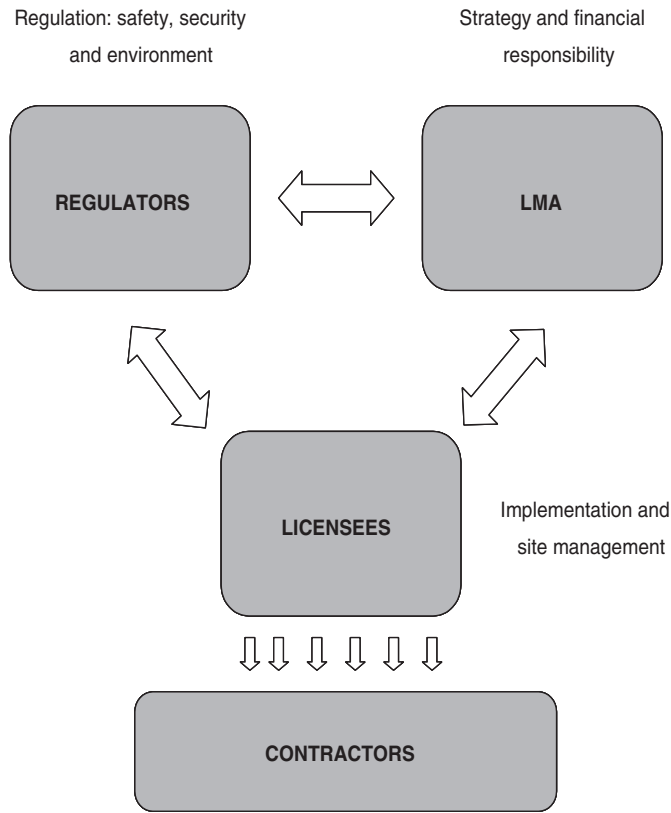 Regulation: safety, security
and environment
Strategy and financial
responsibility
REGULATORS
LMA
LICENSEES
Implementation and
site management
CONTRACTORS